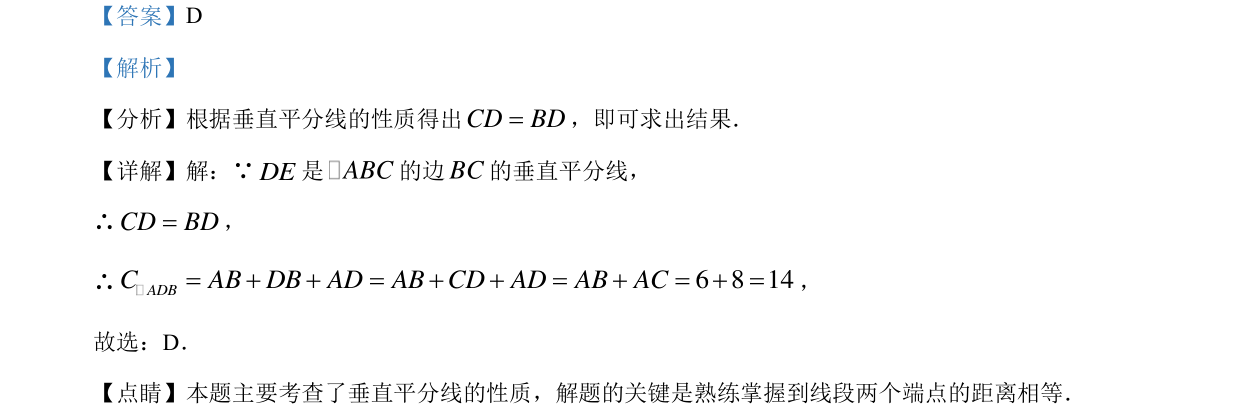 【答案】D
【解析】
【分析】根据垂直平分线的性质得出CD = BD，即可求出结果．
【详解】解：∵DE是□ABC的边BC的垂直平分线，
∴CD = BD，
∴C□ADB = AB + DB + AD = AB + CD + AD = AB + AC = 6 + 8 = 14，
故选：D．
【点睛】本题主要考查了垂直平分线的性质，解题的关键是熟练掌握到线段两个端点的距离相等．